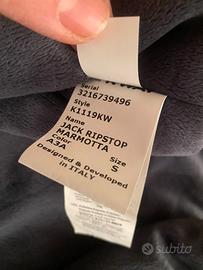 Serial
3216739496
Style
K1119KW
Name
JACK RIPSTOP
MARMOTTA
Color
A3A
Size
S
Designed & Developed
in ITALY
subito